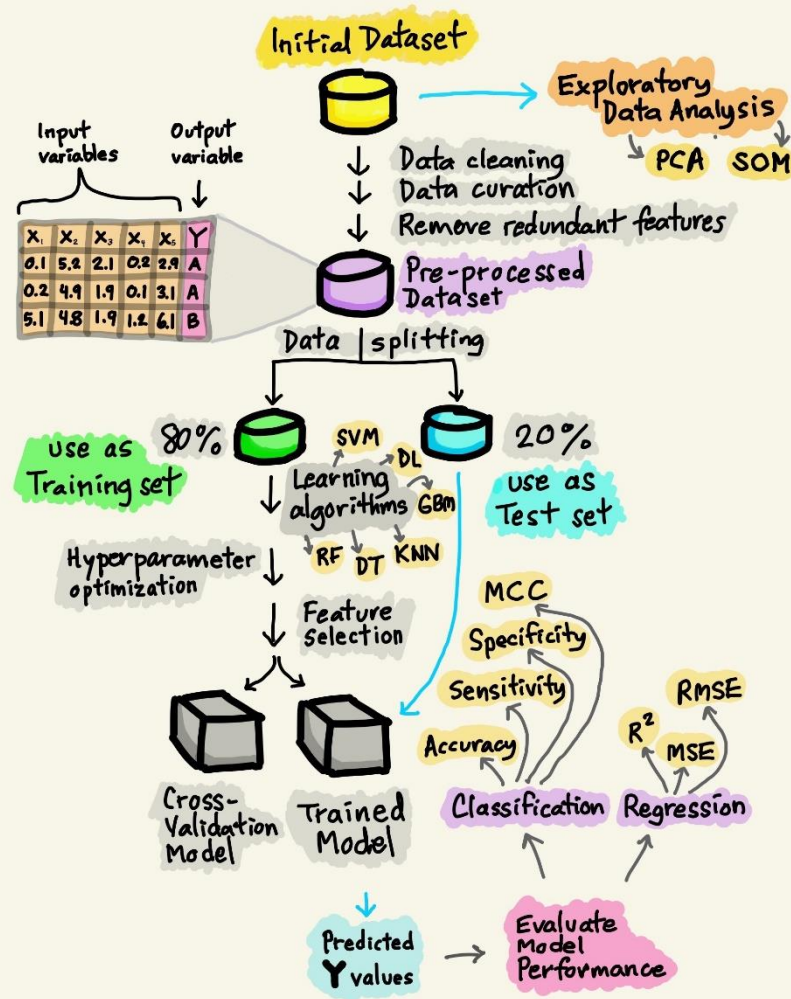 Initial Dataset
Exploratory
Data Analysis
PCA
SOM
Input
variables
Output
variable
Data cleaning
Data curation
Remove redundant features
X₁ X₂ X₃ X₄ X₅ Y
0.1 5.2 2.1 0.2 2.9 A
0.2 4.9 1.9 0.1 3.1 A
5.1 4.8 1.9 1.2 6.1 B
Pre-processed
Dataset
Data splitting
80%
use as
Training set
20%
use as
Test set
Learning
algorithms
SVM
DL
GBM
KNN
DT
RF
Hyperparameter
optimization
Feature
Selection
Cross-
Validation
Model
Trained
Model
MCC
Specificity
Sensitivity
Accuracy
Classification
RMSE
R²
MSE
Regression
Predicted
Y values
Evaluate
Model
Performance